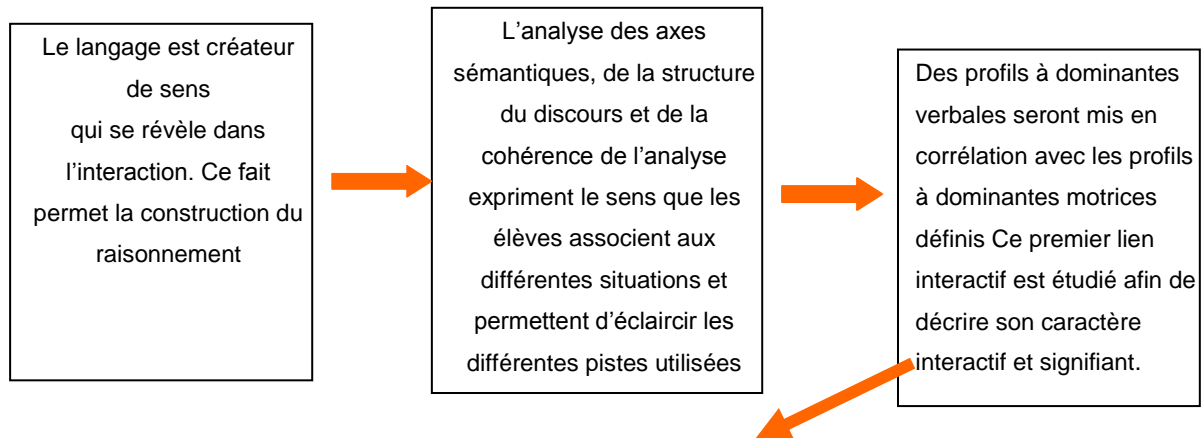 Le langage est créateur
de sens
qui se révèle dans
l’interaction. Ce fait
permet la construction du
raisonnement
L’analyse des axes
sémantiques, de la structure
du discours et de la
cohérence de l’analyse
expriment le sens que les
élèves associent aux
différentes situations et
permettent d’éclaircir les
différentes pistes utilisées
Des profils à dominantes
verbales seront mis en
corrélation avec les profils
à dominantes motrices
définis Ce premier lien
interactif est étudié afin de
décrire son caractère
interactif et signifiant.